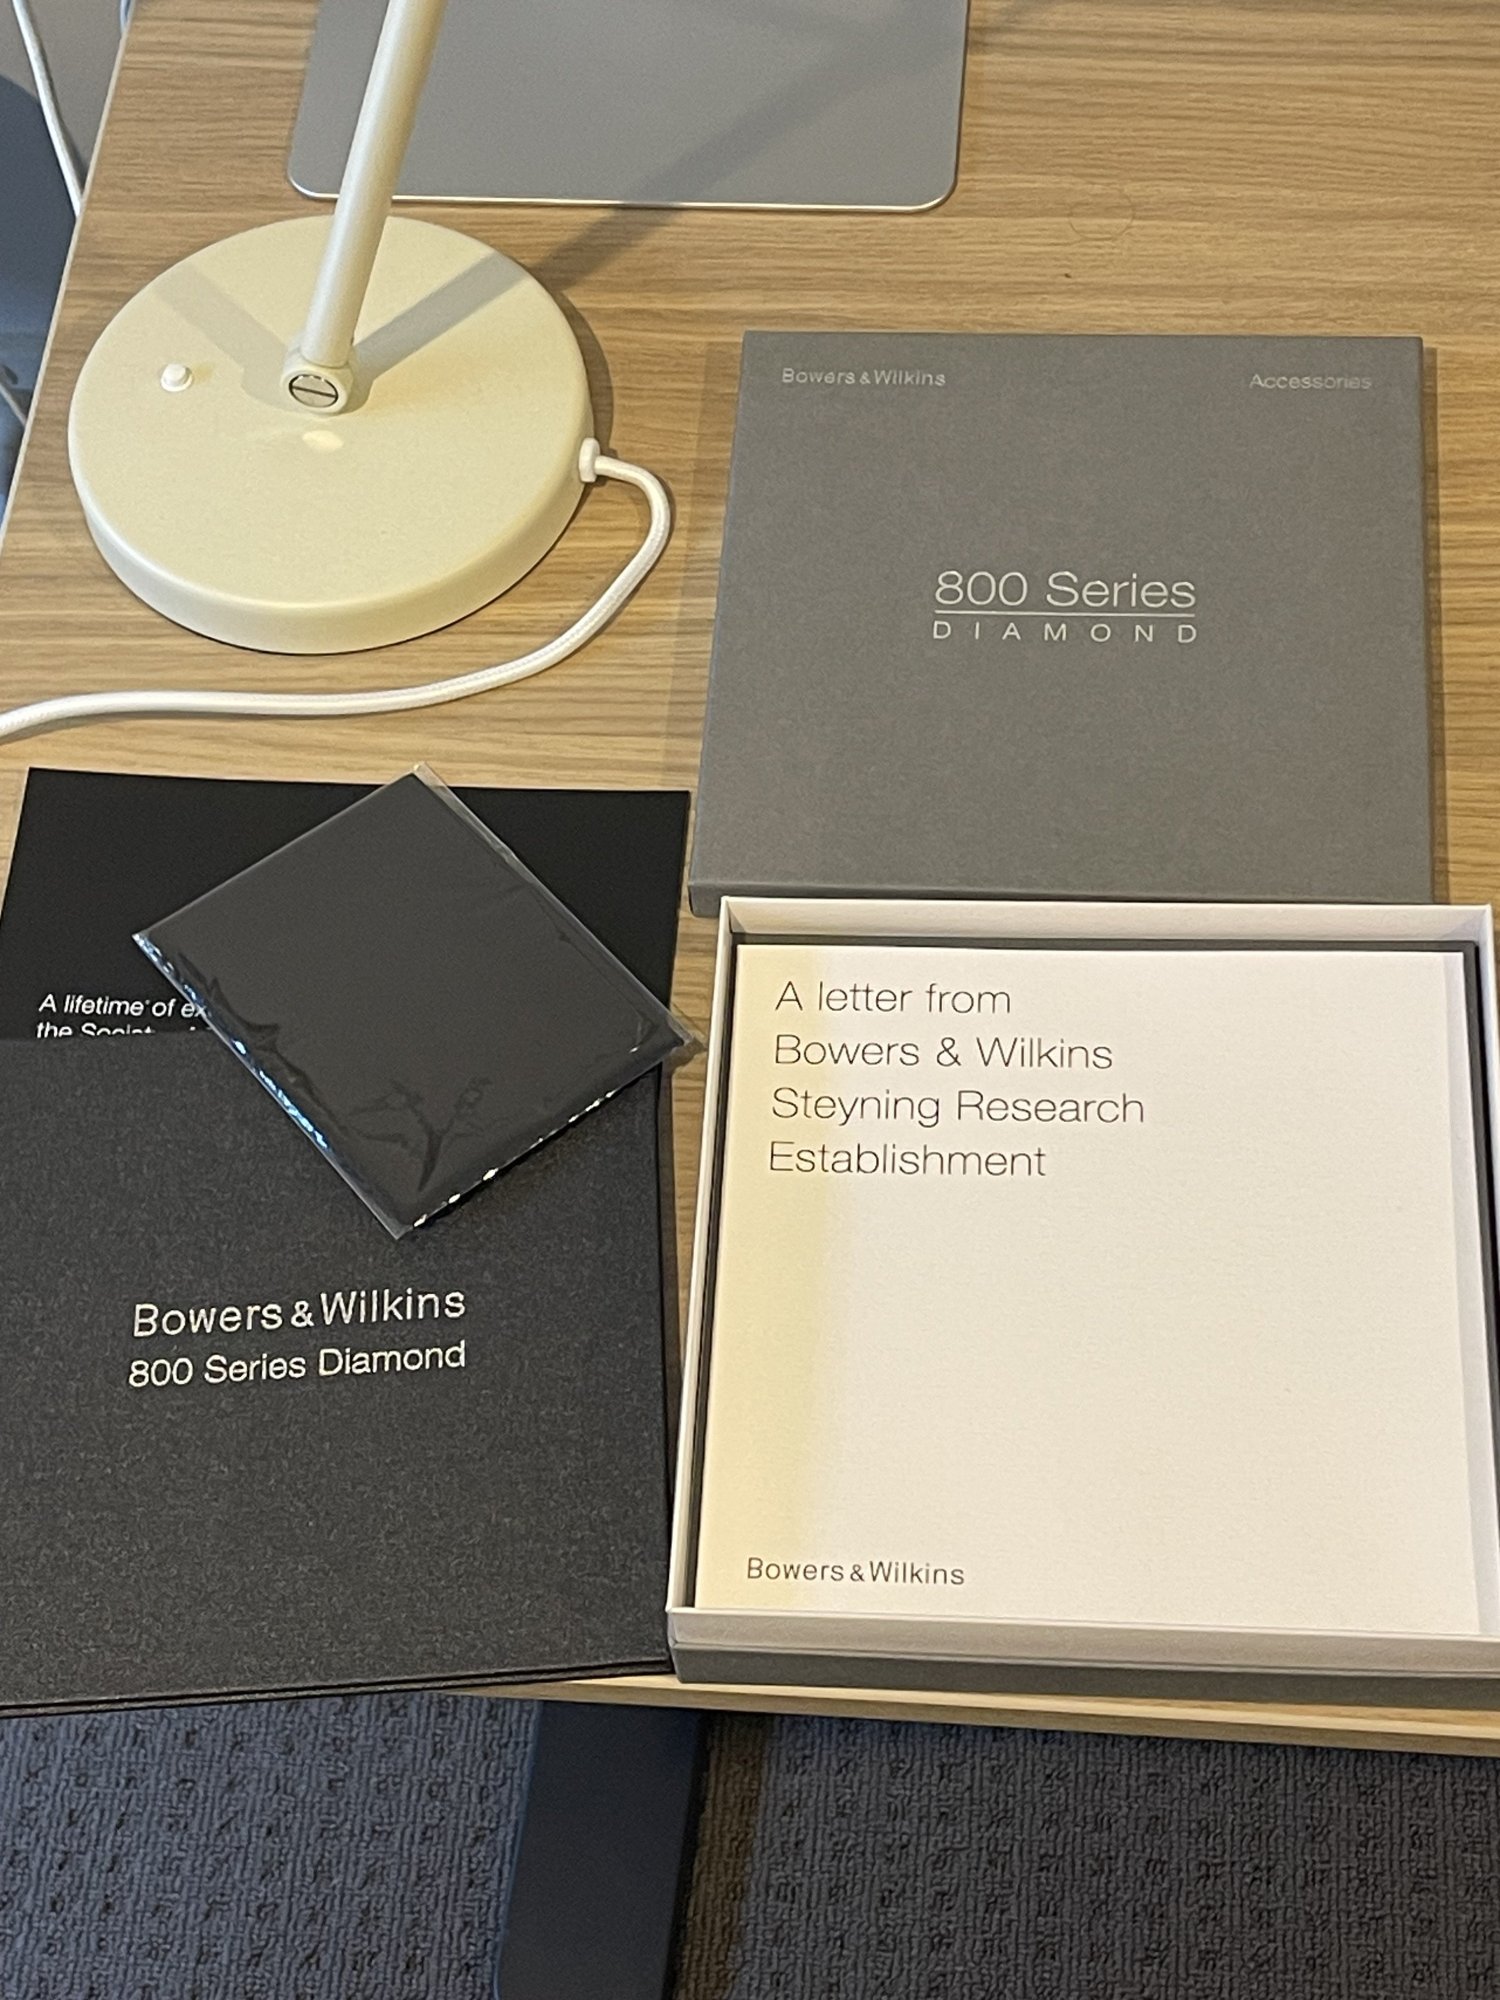 Bowers & Wilkins
Accessories
800 Series
DIAMOND
A lifetime of
the
Bowers & Wilkins
800 Series Diamond
A letter from
Bowers & Wilkins
Steyning Research
Establishment
Bowers & Wilkins